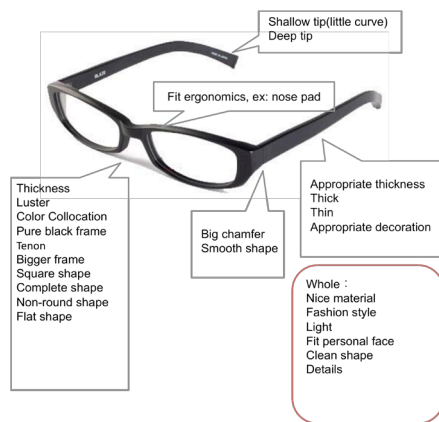 Shallow tip(little curve)
Deep tip
Fit ergonomics, ex: nose pad
Thickness
Luster
Color Collocation
Pure black frame
Tenon
Bigger frame
Square shape
Complete shape
Non-round shape
Flat shape
Big chamfer
Smooth shape
Appropriate thickness
Thick
Thin
Appropriate decoration
Whole：
Nice material
Fashion style
Light
Fit personal face
Clean shape
Details